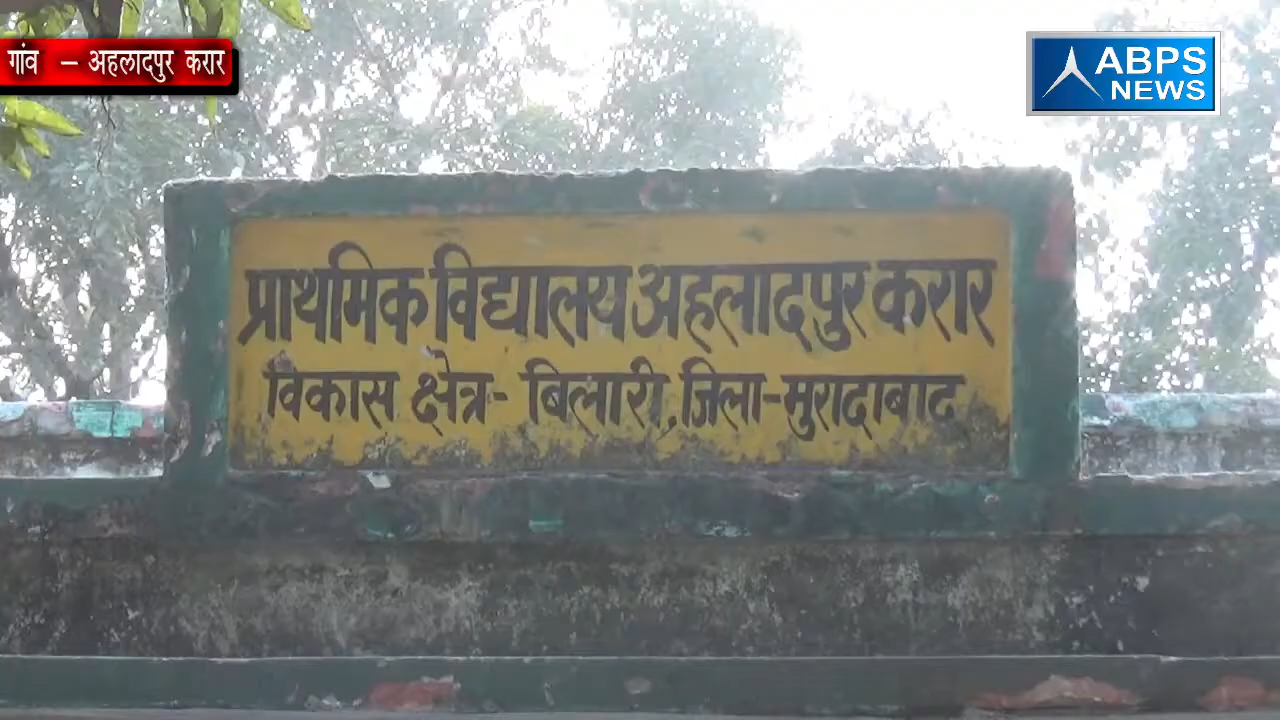 गांव – अहलादपुर करार
ABPS
NEWS
प्राथमिक विद्यालय अहलादपुर करार
विकास क्षेत्र- बिलारी, जिला-मुरादाबाद